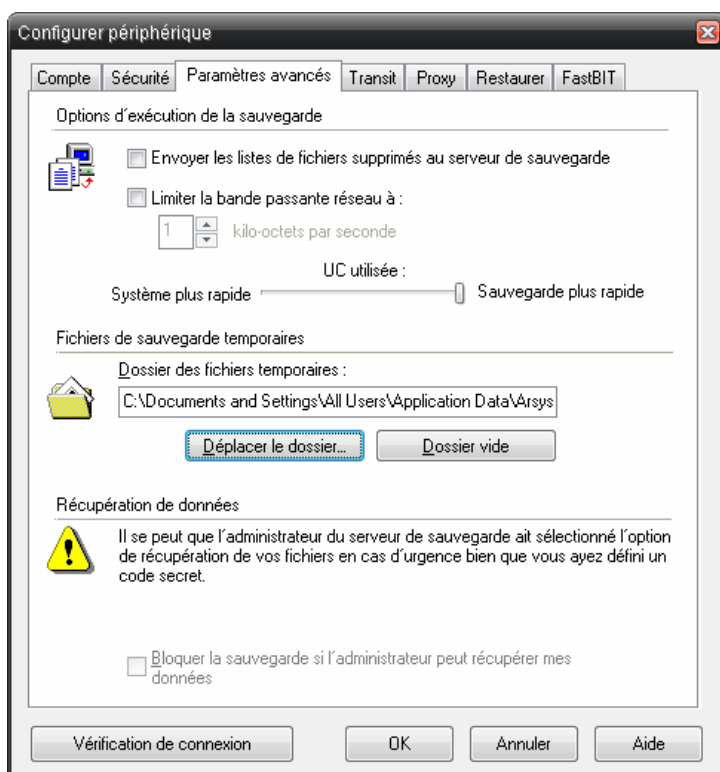 Configurer périphérique
Compte Sécurité Paramètres avancés Transit Proxy Restaurer FastBIT
Options d'exécution de la sauvegarde
Envoyer les listes de fichiers supprimés au serveur de sauvegarde
Limiter la bande passante réseau à :
1 kilo-octets par seconde
UC utilisée :
Système plus rapide Sauvegarde plus rapide
Fichiers de sauvegarde temporaires
Dossier des fichiers temporaires :
C:\Documents and Settings\All Users\Application Data\Arsys
Déplacer le dossier... Dossier vide
Récupération de données
Il se peut que l'administrateur du serveur de sauvegarde ait sélectionné l'option
de récupération de vos fichiers en cas d'urgence bien que vous ayez défini un
code secret.
Bloquer la sauvegarde si l'administrateur peut récupérer mes
données
Vérification de connexion OK Annuler Aide